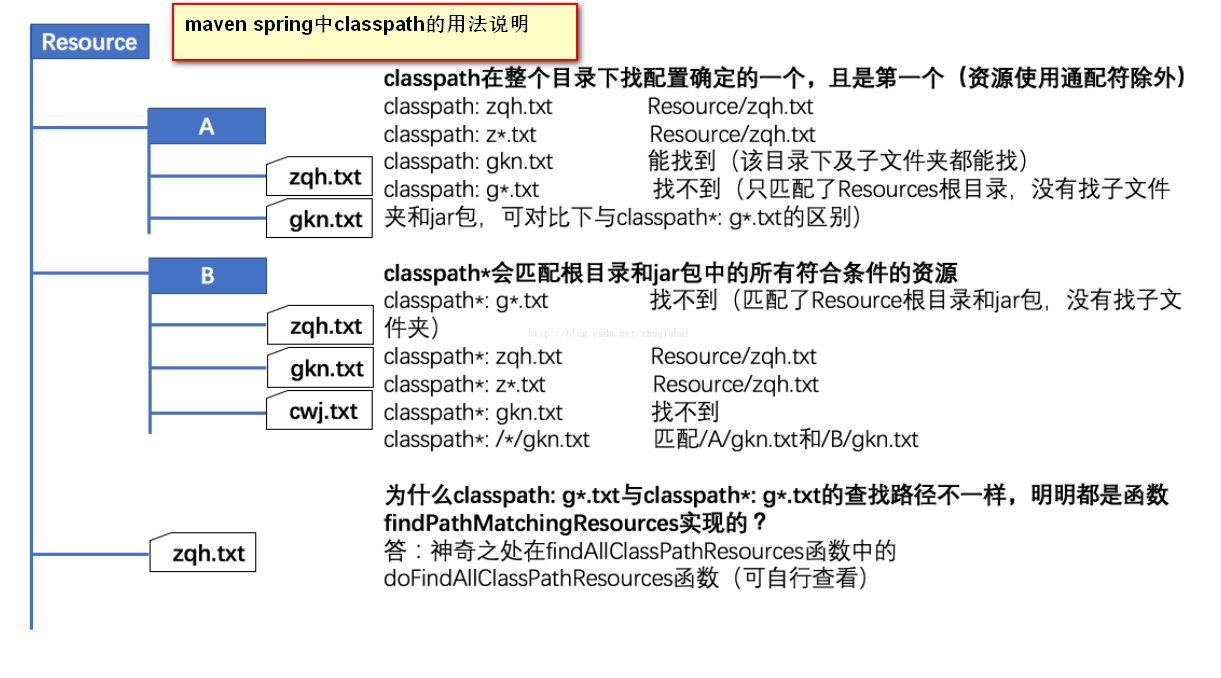 maven spring中classpath的用法说明
Resource
A
zqh.txt
gkn.txt
B
zqh.txt
gkn.txt
cwj.txt
zqh.txt
classpath在整个目录下找配置确定的一个，且是第一个（资源使用通配符除外）
classpath: zqh.txt Resource/zqh.txt
classpath: z*.txt Resource/zqh.txt
classpath: gkn.txt 能找到（该目录下及子文件夹都能找）
classpath: g*.txt 找不到（只匹配了Resources根目录，没有找子文件
夹和jar包，可对比下与classpath*: g*.txt的区别）
classpath*会匹配根目录和jar包中的所有符合条件的资源
classpath*: g*.txt 找不到（匹配了Resource根目录和jar包，没有找子文
件夹）
http://blog.csdn.net/zhaqiuhui
classpath*: zqh.txt Resource/zqh.txt
classpath*: z*.txt Resource/zqh.txt
classpath*: gkn.txt 找不到
classpath*: /*/gkn.txt 匹配/A/gkn.txt和/B/gkn.txt
为什么classpath: g*.txt与classpath*: g*.txt的查找路径不一样，明明都是函数
findPathMatchingResources实现的？
答：神奇之处在findAllClassPathResources函数中的
doFindAllClassPathResources函数（可自行查看）